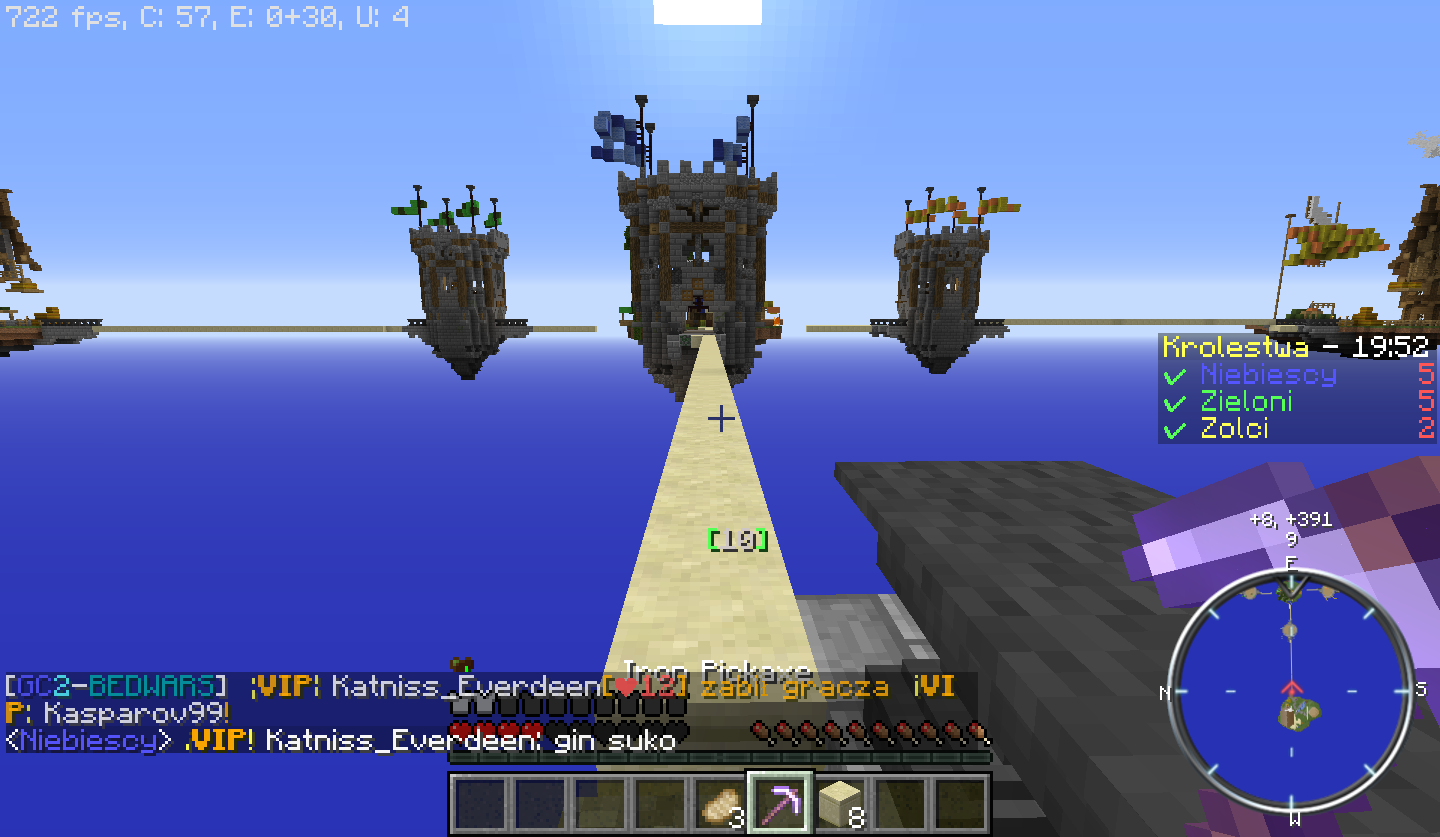 722 fps, C: 57, E: 0+30, U: 4
Krolestwa - 19:52
✓ Niebiescy 5
✓ Zieloni 5
✓ Zolci 2
[19]
+8, +391
9
E
N
S
W
Iron Pickaxe
[GC2-BEDWARS] ¡VIP! Katniss_Everdeen[❤12] zabil gracza ¡VI
P! Kasparov99!
<Niebiescy> ¡VIP! Katniss_Everdeen: gin suko
3
8